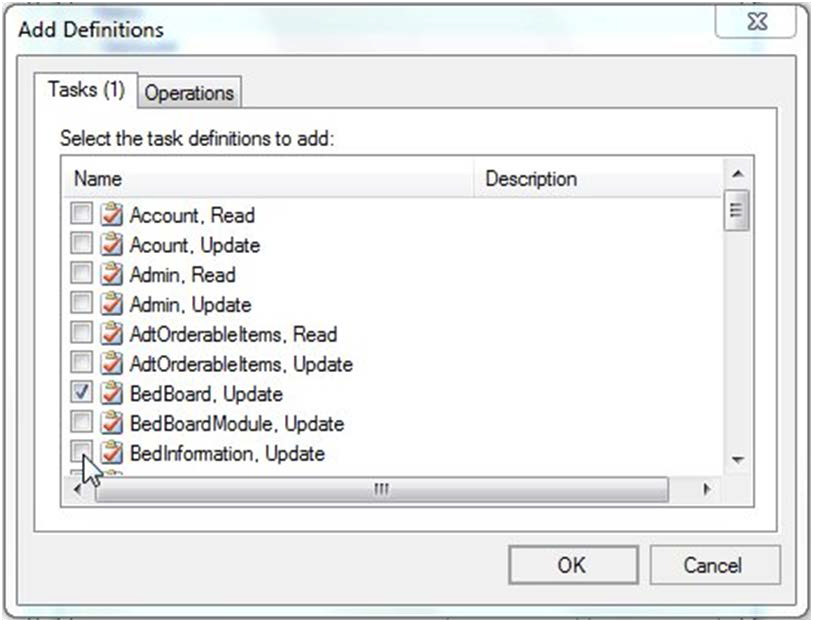 Add Definitions
Tasks (1)
Operations
Select the task definitions to add:
Name Description
Account, Read
Acount, Update
Admin, Read
Admin, Update
AdtOrderableItems, Read
AdtOrderableItems, Update
BedBoard, Update
BedBoardModule, Update
BedInformation, Update
OK Cancel